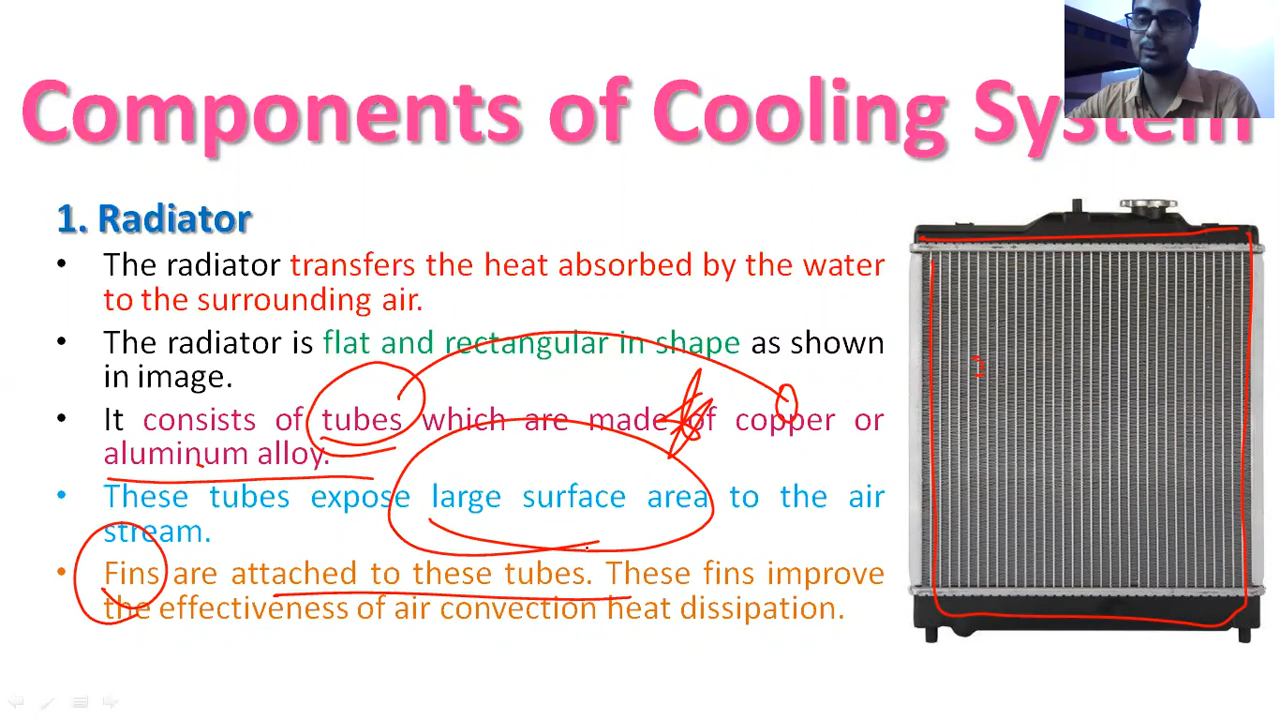 Components of Cooling System
1. Radiator
• The radiator transfers the heat absorbed by the water
to the surrounding air.
• The radiator is flat and rectangular in shape as shown
in image.
• It consists of tubes which are made of copper or
aluminum alloy.
• These tubes expose large surface area to the air
stream.
• Fins are attached to these tubes. These fins improve
the effectiveness of air convection heat dissipation.